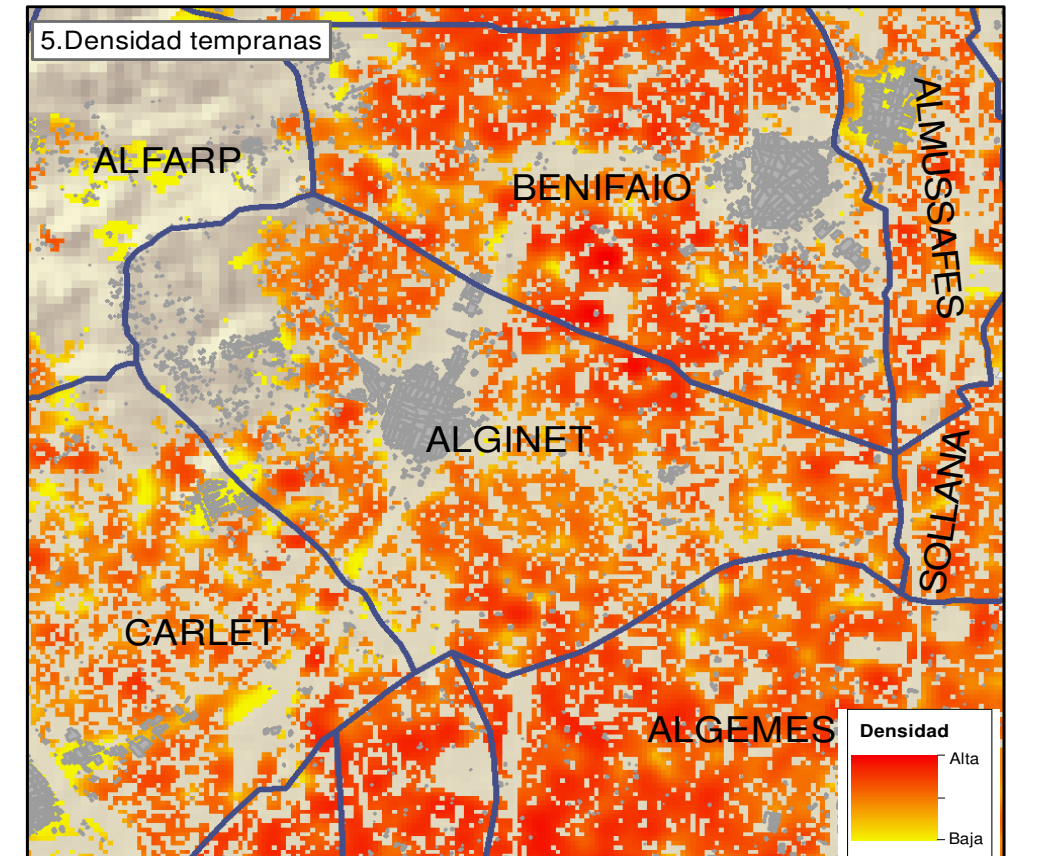 5.Densidad tempranas
ALFARP
BENIFAIO
ALMUSSAFES
ALGINET
SOLLANA
CARLET
ALGEMES
Densidad
Alta
Baja